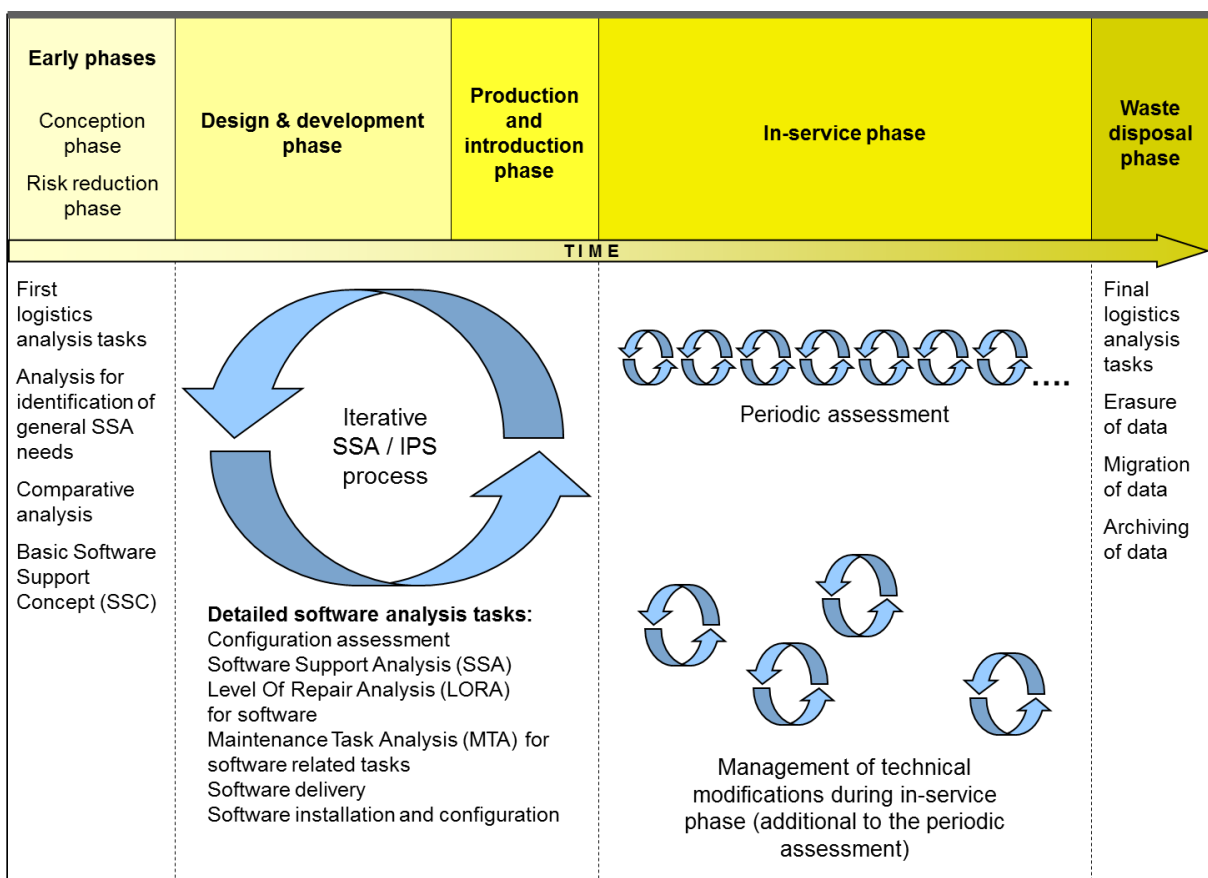 Early phases
Conception
phase
Risk reduction
phase
Design & development
phase
Production
and
introduction
phase
In-service phase
Waste
disposal
phase
TIME
First
logistics
analysis tasks
Analysis for
identification of
general SSA
needs
Comparative
analysis
Basic Software
Support
Concept (SSC)
Iterative
SSA / IPS
process
Detailed software analysis tasks:
Configuration assessment
Software Support Analysis (SSA)
Level Of Repair Analysis (LORA)
for software
Maintenance Task Analysis (MTA) for
software related tasks
Software delivery
Software installation and configuration
....
Periodic assessment
Management of technical
modifications during in-service
phase (additional to the periodic
assessment)
Final
logistics
analysis
tasks
Erasure
of data
Migration
of data
Archiving
of data